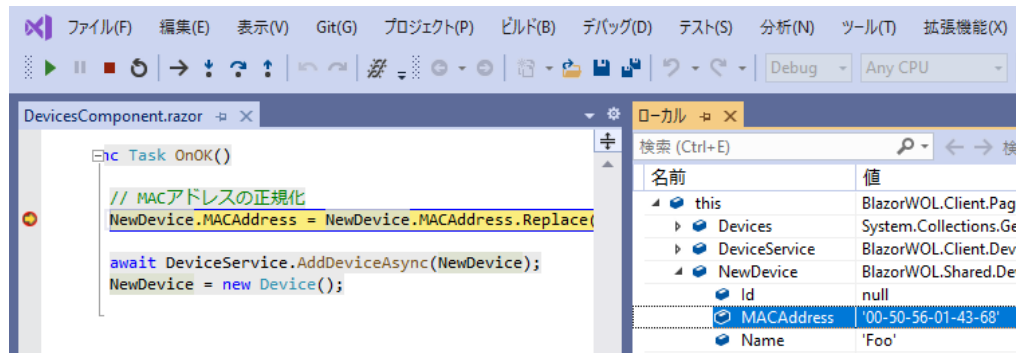 ファイル(F) 編集(E) 表示(V) Git(G) プロジェクト(P) ビルド(B) デバッグ(D) テスト(S) 分析(N) ツール(T) 拡張機能(X)
Debug Any CPU
DevicesComponent.razor
nc Task OnOK()
// MACアドレスの正規化
NewDevice.MACAddress = NewDevice.MACAddress.Replace(
await DeviceService.AddDeviceAsync(NewDevice);
NewDevice = new Device();
ローカル
検索 (Ctrl+E) 検
名前 値
this BlazorWOL.Client.Pag
Devices System.Collections.Ge
DeviceService BlazorWOL.Client.Dev
NewDevice BlazorWOL.Shared.De
Id null
MACAddress '00-50-56-01-43-68'
Name 'Foo'